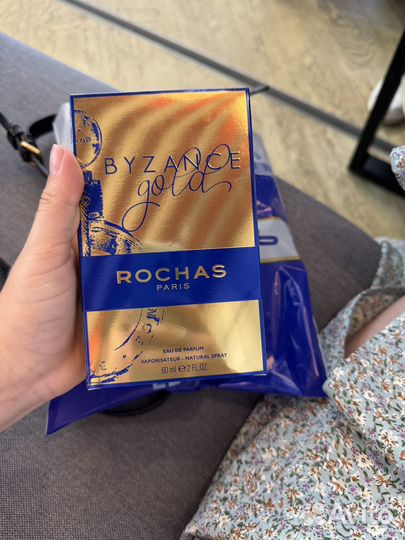 BYZANCE
gold
ROCHAS
PARIS
EAU DE PARFUM
VAPORISATEUR - NATURAL SPRAY
60 ml ℮ 2 FL.OZ.
Avito